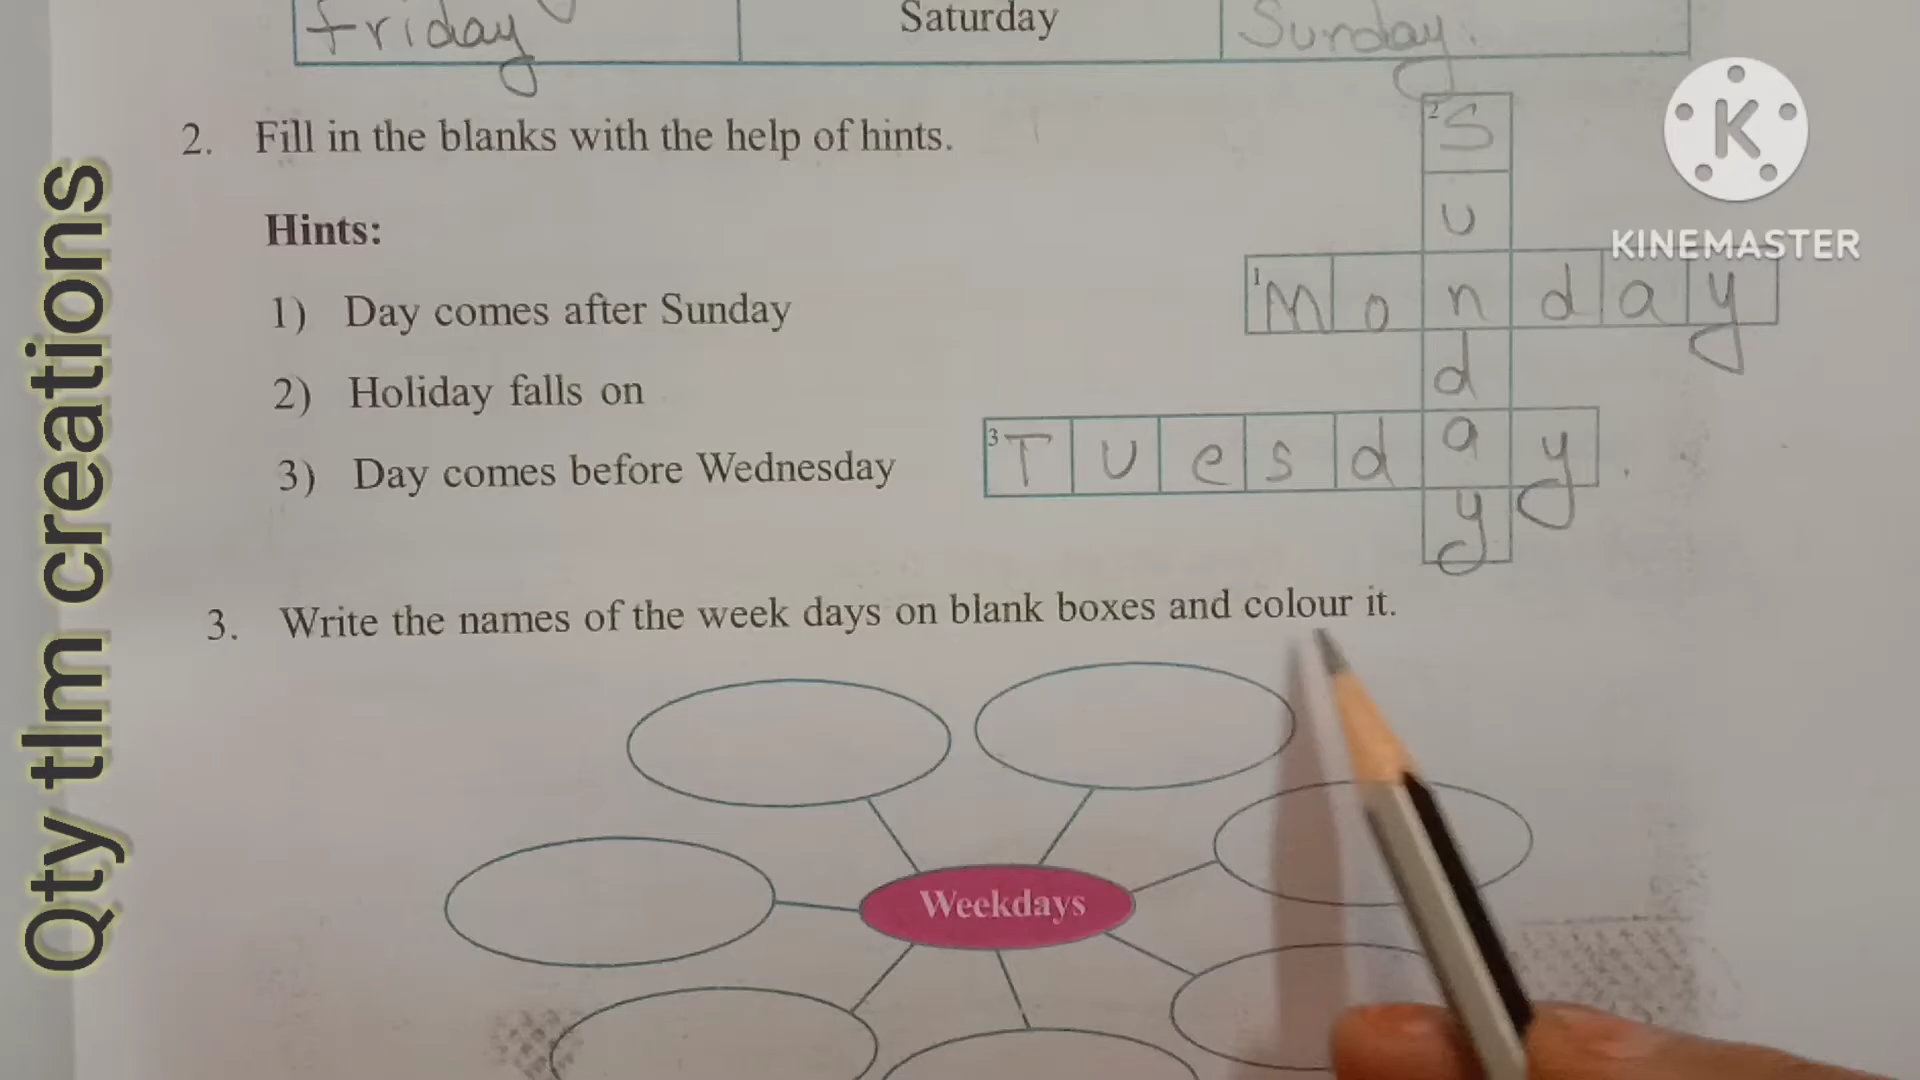 friday Saturday Sunday.
2. Fill in the blanks with the help of hints.
Hints:
1) Day comes after Sunday
2) Holiday falls on
3) Day comes before Wednesday
2 S
u
1 M o n d a y
d
3 T u e s d a y .
y
3. Write the names of the week days on blank boxes and colour it.
Weekdays
K
KINEMASTER
Qty tlm creations